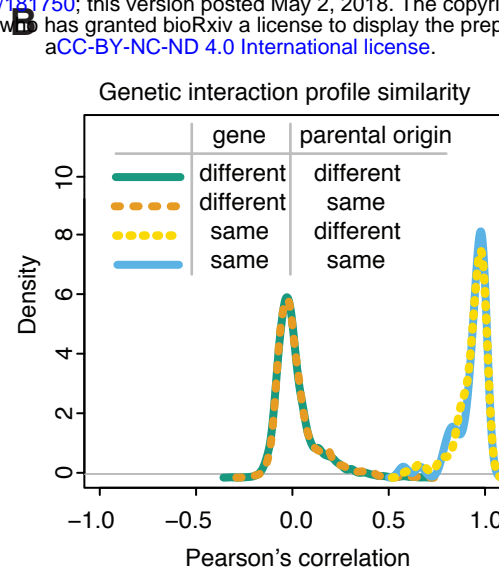 /181750; this version posted May 2, 2018. The copyri
has granted bioRxiv a license to display the prep
B
aCC-BY-NC-ND 4.0 International license.
Genetic interaction profile similarity
gene parental origin
different different
different same
same different
same same
Density
10
8
6
4
2
0
−1.0 −0.5 0.0 0.5 1.0
Pearson's correlation